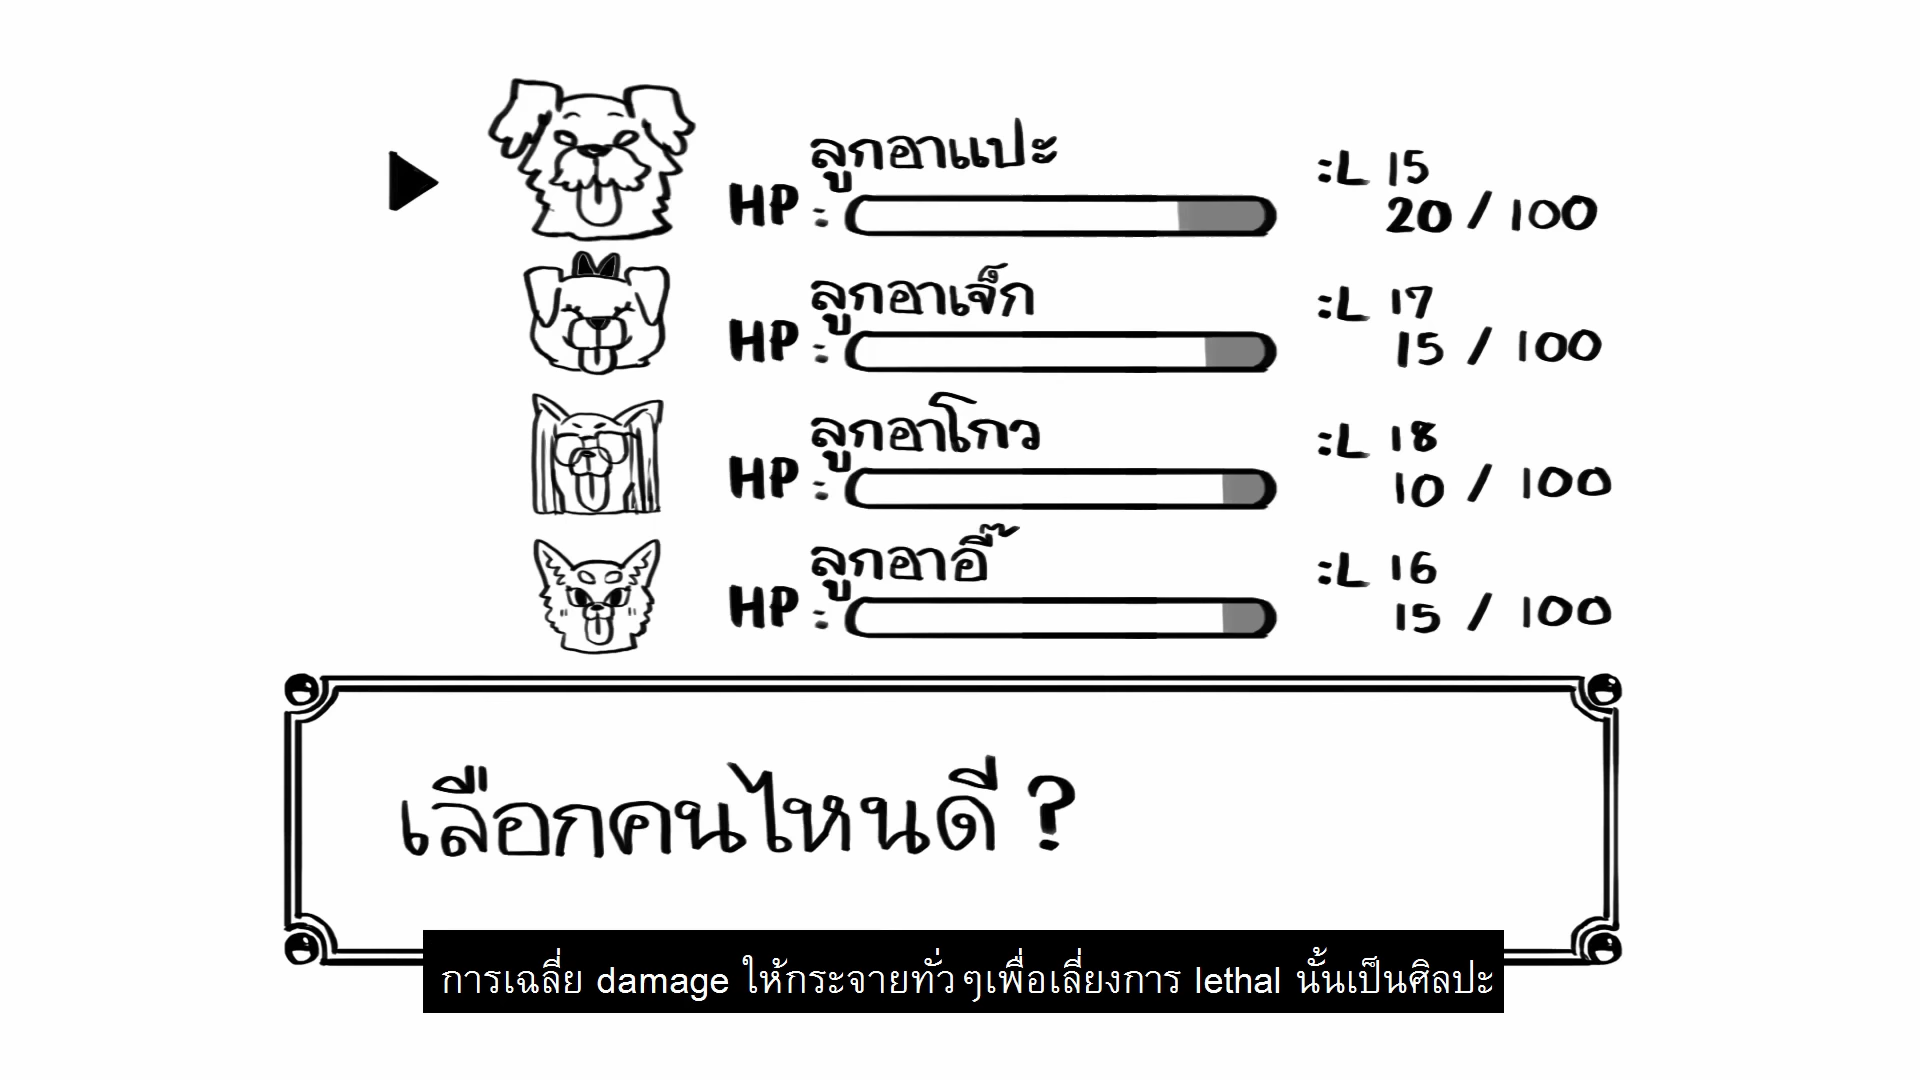 ลูกอาแปะ
:L 15
HP :
20 / 100
ลูกอาเจ็ก
:L 17
HP :
15 / 100
ลูกอาโกว
:L 18
HP :
10 / 100
ลูกอาอี๊
:L 16
HP :
15 / 100
เลือกคนไหนดี ?
การเฉลี่ย damage ให้กระจายทั่วๆเพื่อเลี่ยงการ lethal นั้นเป็นศิลปะ